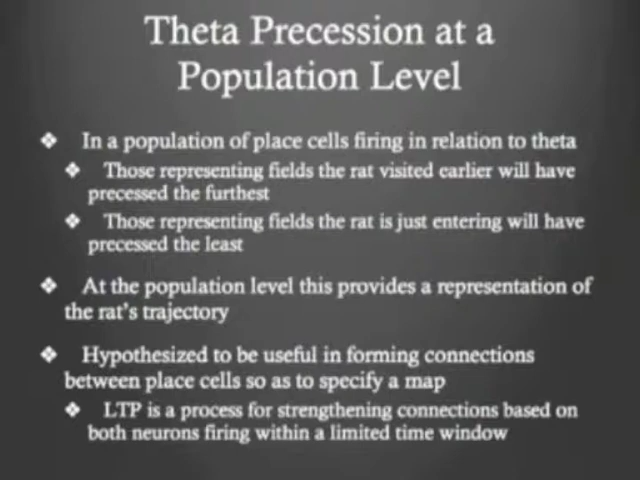 Theta Precession at a
Population Level
❖ In a population of place cells firing in relation to theta
❖ Those representing fields the rat visited earlier will have
precessed the furthest
❖ Those representing fields the rat is just entering will have
precessed the least
❖ At the population level this provides a representation of
the rat's trajectory
❖ Hypothesized to be useful in forming connections
between place cells so as to specify a map
❖ LTP is a process for strengthening connections based on
both neurons firing within a limited time window